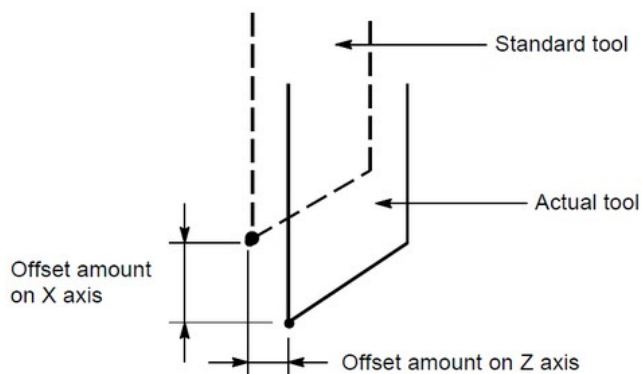 Standard tool
Actual tool
Offset amount
on X axis
Offset amount on Z axis